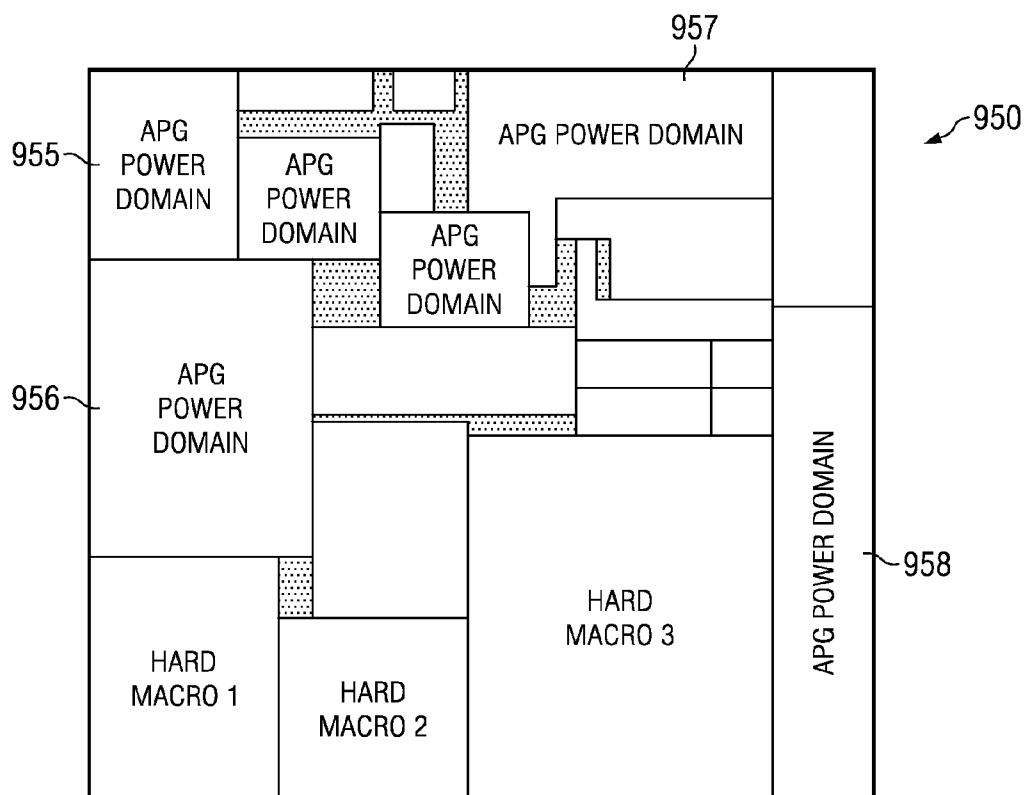 957
950
955
APG
POWER
DOMAIN
APG
POWER
DOMAIN
APG POWER DOMAIN
APG
POWER
DOMAIN
956
APG
POWER
DOMAIN
APG POWER DOMAIN
958
HARD
MACRO 1
HARD
MACRO 2
HARD
MACRO 3